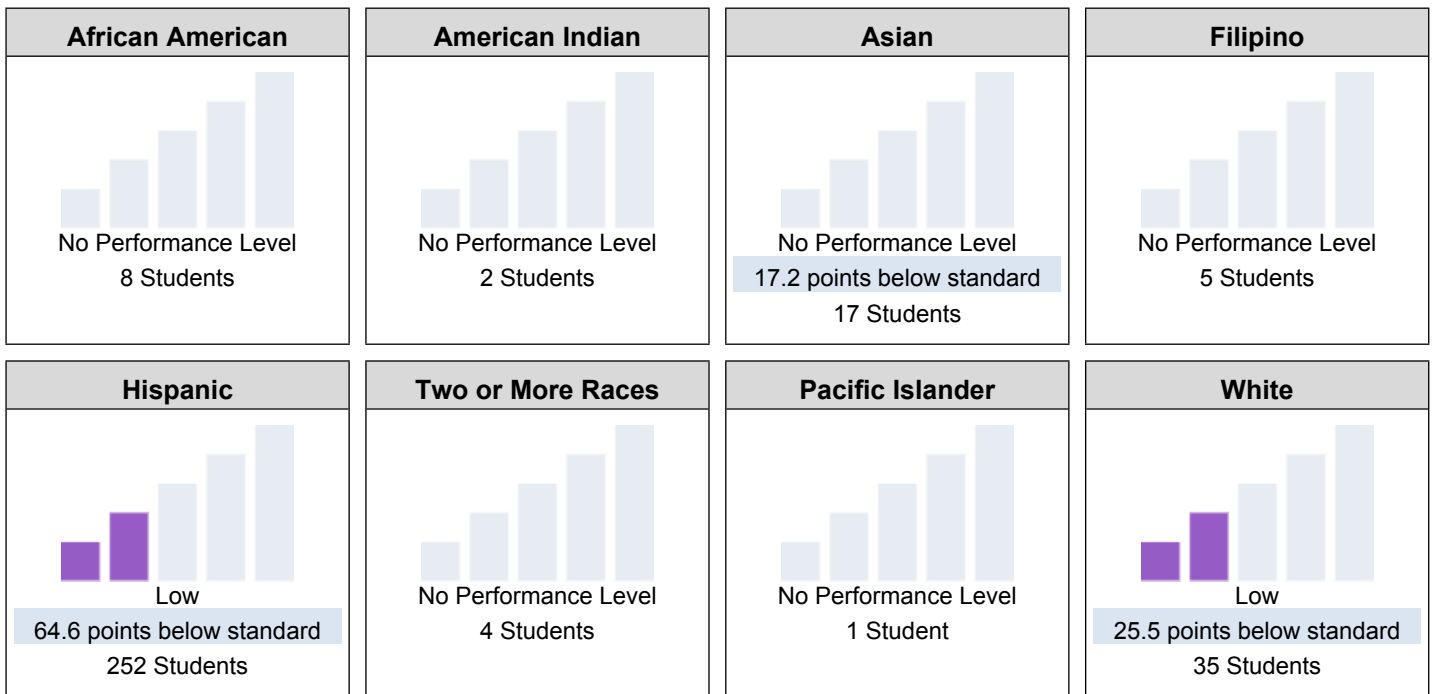 African American
No Performance Level
8 Students
American Indian
No Performance Level
2 Students
Asian
No Performance Level
17.2 points below standard
17 Students
Filipino
No Performance Level
5 Students
Hispanic
Low
64.6 points below standard
252 Students
Two or More Races
No Performance Level
4 Students
Pacific Islander
No Performance Level
1 Student
White
Low
25.5 points below standard
35 Students